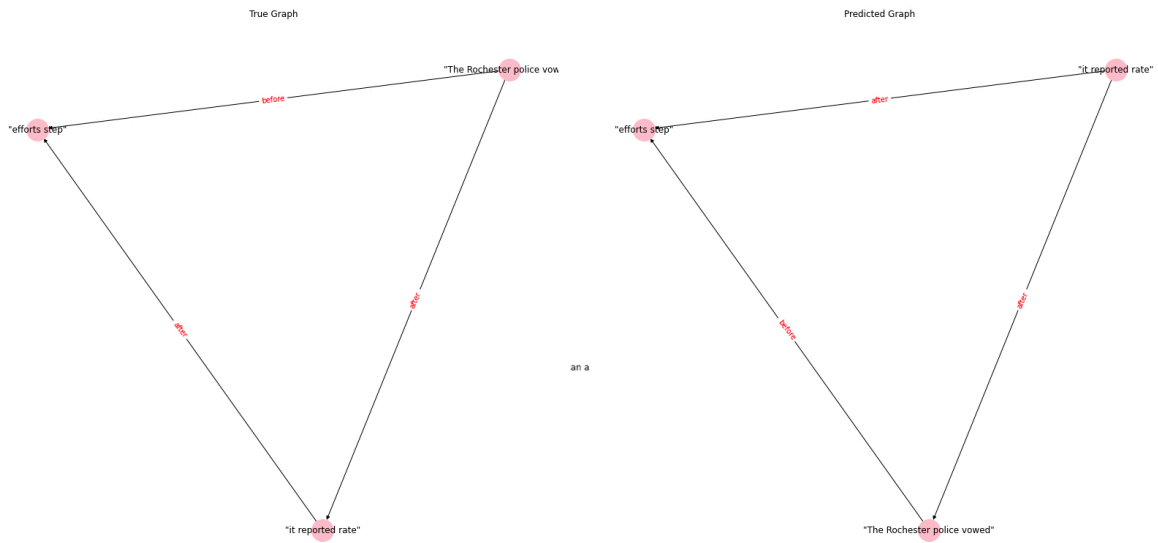 True Graph
Predicted Graph
"The Rochester police vow
"it reported rate"
before
after
"efforts step"
"efforts step"
after
after
after
before
an a
"it reported rate"
"The Rochester police vowed"